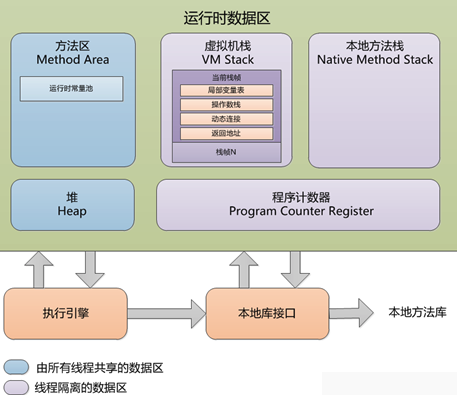 运行时数据区
方法区
Method Area
运行时常量池
虚拟机栈
VM Stack
当前栈帧
局部变量表
操作数栈
动态连接
返回地址
栈帧N
本地方法栈
Native Method Stack
堆
Heap
程序计数器
Program Counter Register
执行引擎
本地库接口
本地方法库
由所有线程共享的数据区
线程隔离的数据区